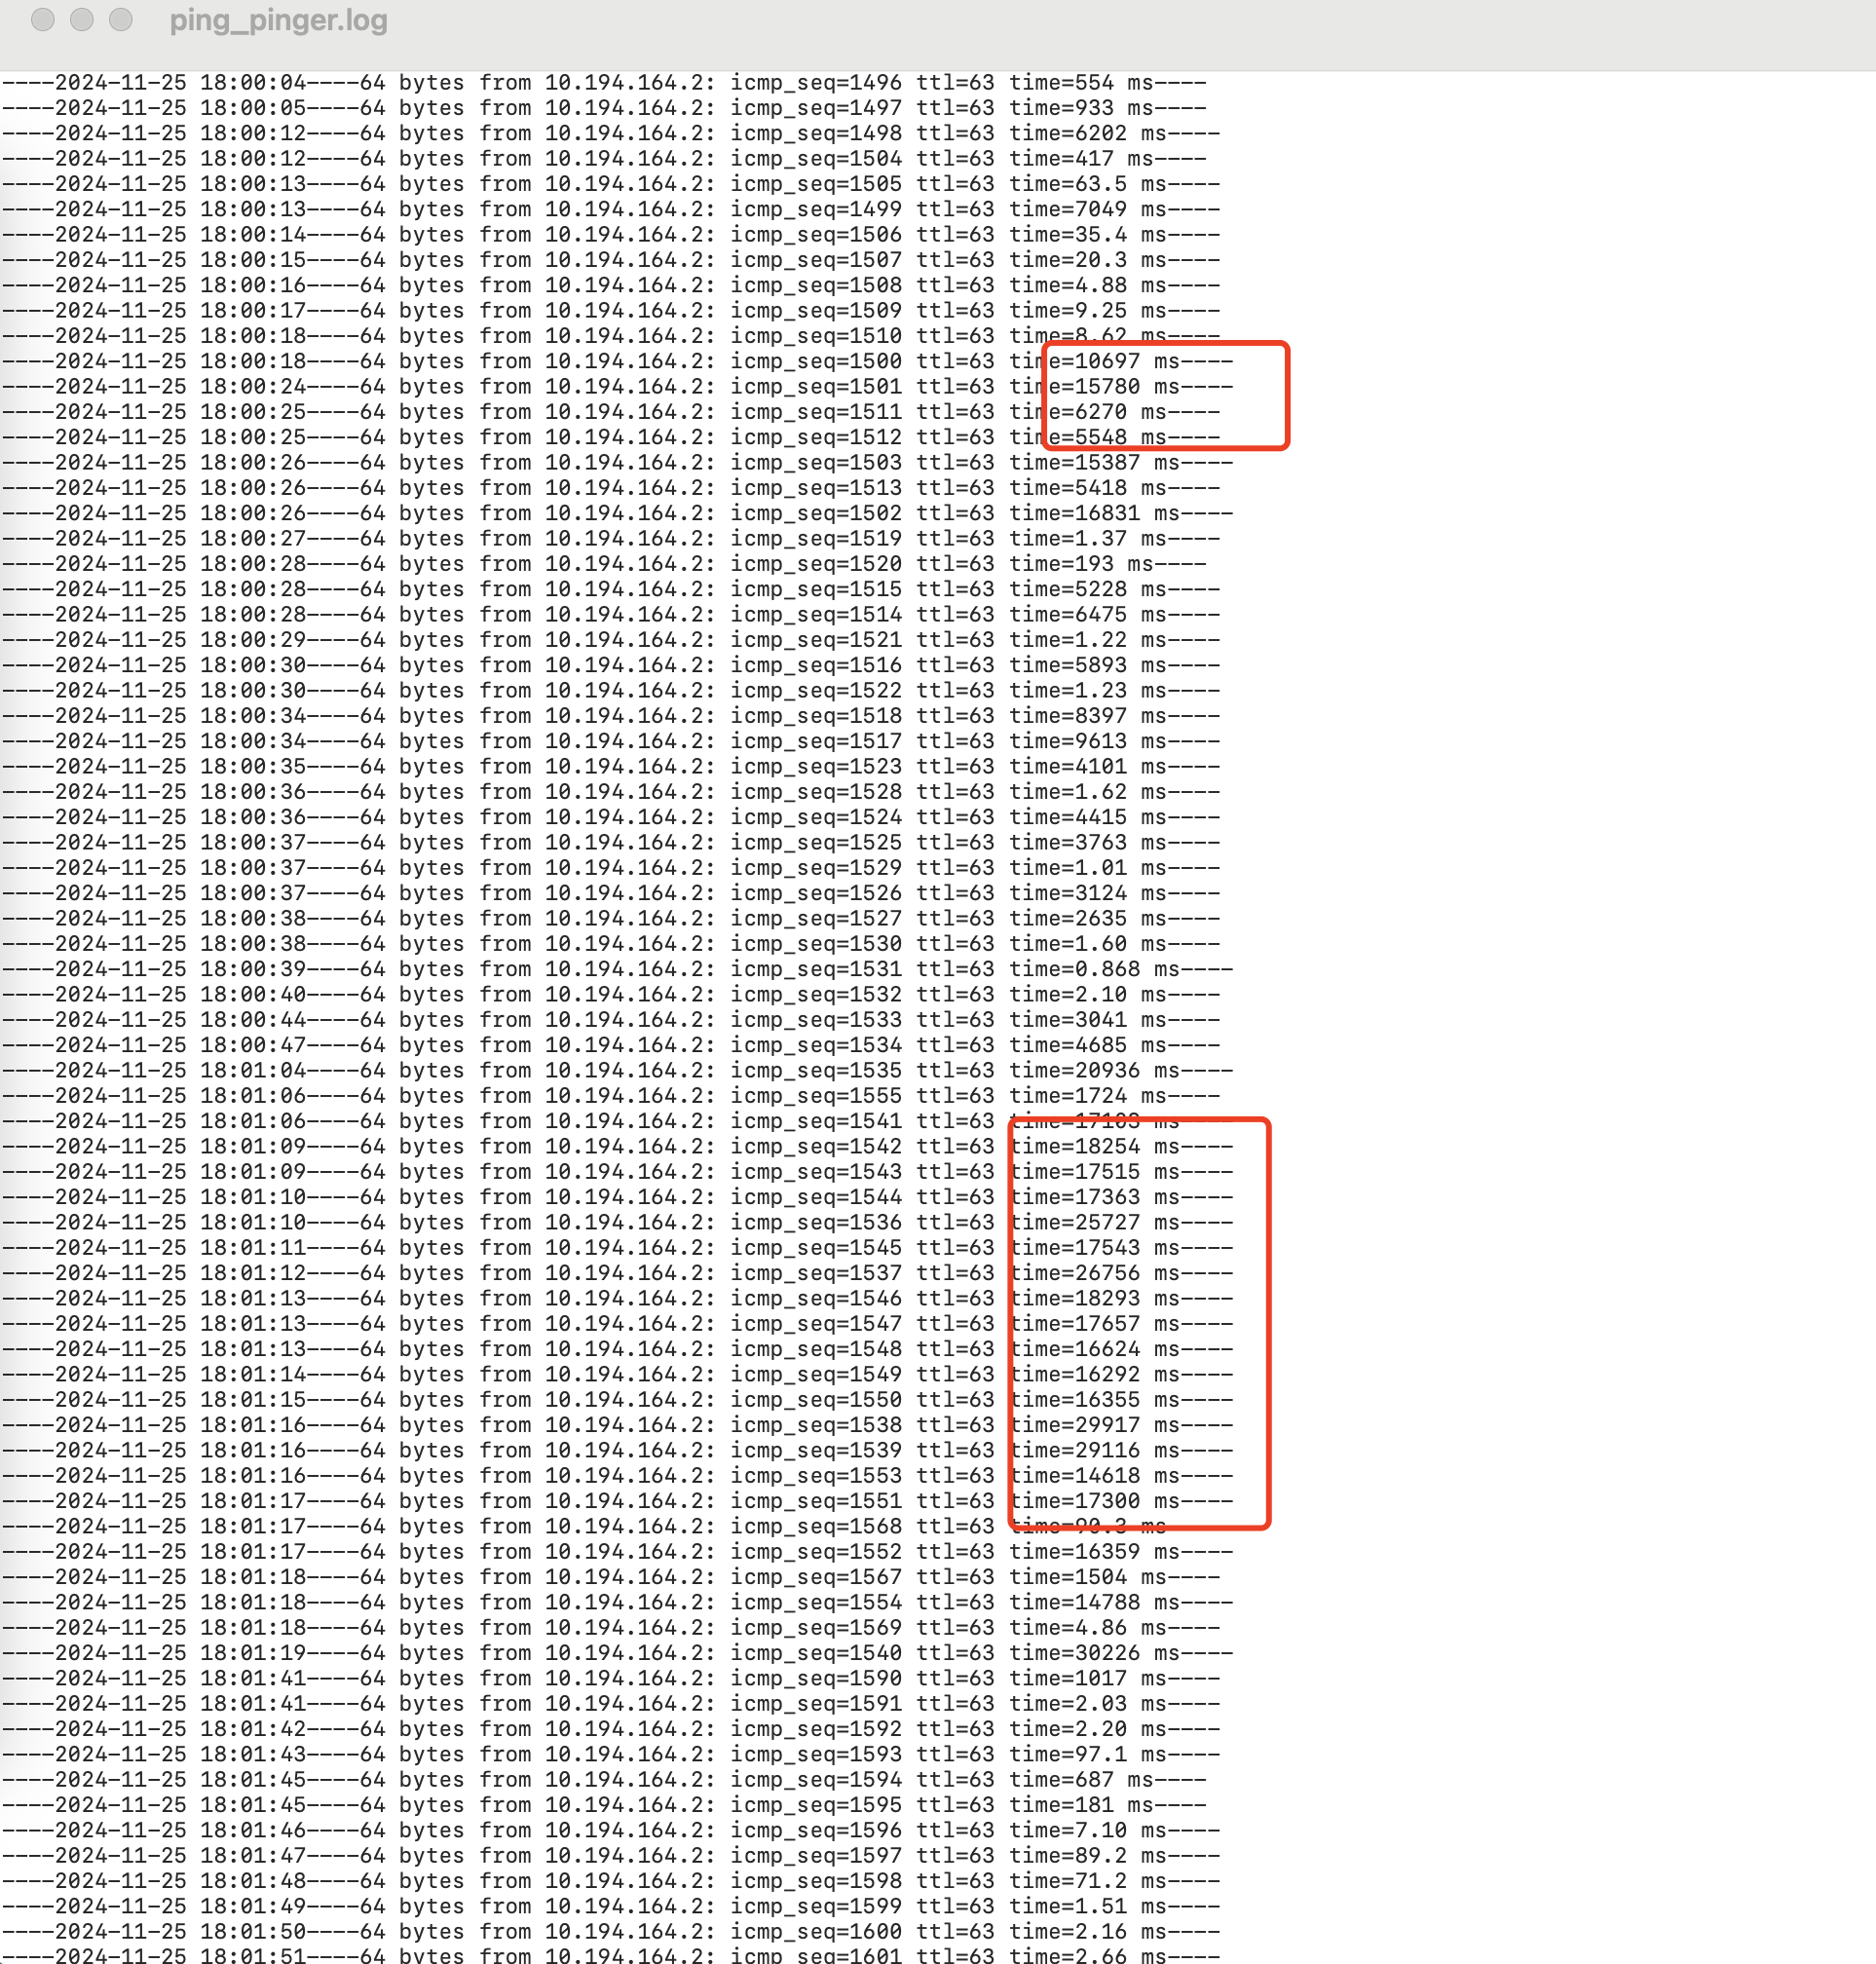 ping_pinger.log
----2024-11-25 18:00:04----64 bytes from 10.194.164.2: icmp_seq=1496 ttl=63 time=554 ms----
----2024-11-25 18:00:05----64 bytes from 10.194.164.2: icmp_seq=1497 ttl=63 time=933 ms----
----2024-11-25 18:00:12----64 bytes from 10.194.164.2: icmp_seq=1498 ttl=63 time=6202 ms----
----2024-11-25 18:00:12----64 bytes from 10.194.164.2: icmp_seq=1504 ttl=63 time=417 ms----
----2024-11-25 18:00:13----64 bytes from 10.194.164.2: icmp_seq=1505 ttl=63 time=63.5 ms----
----2024-11-25 18:00:13----64 bytes from 10.194.164.2: icmp_seq=1499 ttl=63 time=7049 ms----
----2024-11-25 18:00:14----64 bytes from 10.194.164.2: icmp_seq=1506 ttl=63 time=35.4 ms----
----2024-11-25 18:00:15----64 bytes from 10.194.164.2: icmp_seq=1507 ttl=63 time=20.3 ms----
----2024-11-25 18:00:16----64 bytes from 10.194.164.2: icmp_seq=1508 ttl=63 time=4.88 ms----
----2024-11-25 18:00:17----64 bytes from 10.194.164.2: icmp_seq=1509 ttl=63 time=9.25 ms----
----2024-11-25 18:00:18----64 bytes from 10.194.164.2: icmp_seq=1510 ttl=63 time=8.62 ms----
----2024-11-25 18:00:18----64 bytes from 10.194.164.2: icmp_seq=1500 ttl=63 time=10697 ms----
----2024-11-25 18:00:24----64 bytes from 10.194.164.2: icmp_seq=1501 ttl=63 time=15780 ms----
----2024-11-25 18:00:25----64 bytes from 10.194.164.2: icmp_seq=1511 ttl=63 time=6270 ms----
----2024-11-25 18:00:25----64 bytes from 10.194.164.2: icmp_seq=1512 ttl=63 time=5548 ms----
----2024-11-25 18:00:26----64 bytes from 10.194.164.2: icmp_seq=1503 ttl=63 time=15387 ms----
----2024-11-25 18:00:26----64 bytes from 10.194.164.2: icmp_seq=1513 ttl=63 time=5418 ms----
----2024-11-25 18:00:26----64 bytes from 10.194.164.2: icmp_seq=1502 ttl=63 time=16831 ms----
----2024-11-25 18:00:27----64 bytes from 10.194.164.2: icmp_seq=1519 ttl=63 time=1.37 ms----
----2024-11-25 18:00:28----64 bytes from 10.194.164.2: icmp_seq=1520 ttl=63 time=193 ms----
----2024-11-25 18:00:28----64 bytes from 10.194.164.2: icmp_seq=1515 ttl=63 time=5228 ms----
----2024-11-25 18:00:28----64 bytes from 10.194.164.2: icmp_seq=1514 ttl=63 time=6475 ms----
----2024-11-25 18:00:29----64 bytes from 10.194.164.2: icmp_seq=1521 ttl=63 time=1.22 ms----
----2024-11-25 18:00:30----64 bytes from 10.194.164.2: icmp_seq=1516 ttl=63 time=5893 ms----
----2024-11-25 18:00:30----64 bytes from 10.194.164.2: icmp_seq=1522 ttl=63 time=1.23 ms----
----2024-11-25 18:00:34----64 bytes from 10.194.164.2: icmp_seq=1518 ttl=63 time=8397 ms----
----2024-11-25 18:00:34----64 bytes from 10.194.164.2: icmp_seq=1517 ttl=63 time=9613 ms----
----2024-11-25 18:00:35----64 bytes from 10.194.164.2: icmp_seq=1523 ttl=63 time=4101 ms----
----2024-11-25 18:00:36----64 bytes from 10.194.164.2: icmp_seq=1528 ttl=63 time=1.62 ms----
----2024-11-25 18:00:36----64 bytes from 10.194.164.2: icmp_seq=1524 ttl=63 time=4415 ms----
----2024-11-25 18:00:37----64 bytes from 10.194.164.2: icmp_seq=1525 ttl=63 time=3763 ms----
----2024-11-25 18:00:37----64 bytes from 10.194.164.2: icmp_seq=1529 ttl=63 time=1.01 ms----
----2024-11-25 18:00:37----64 bytes from 10.194.164.2: icmp_seq=1526 ttl=63 time=3124 ms----
----2024-11-25 18:00:38----64 bytes from 10.194.164.2: icmp_seq=1527 ttl=63 time=2635 ms----
----2024-11-25 18:00:38----64 bytes from 10.194.164.2: icmp_seq=1530 ttl=63 time=1.60 ms----
----2024-11-25 18:00:39----64 bytes from 10.194.164.2: icmp_seq=1531 ttl=63 time=0.868 ms----
----2024-11-25 18:00:40----64 bytes from 10.194.164.2: icmp_seq=1532 ttl=63 time=2.10 ms----
----2024-11-25 18:00:44----64 bytes from 10.194.164.2: icmp_seq=1533 ttl=63 time=3041 ms----
----2024-11-25 18:00:47----64 bytes from 10.194.164.2: icmp_seq=1534 ttl=63 time=4685 ms----
----2024-11-25 18:01:04----64 bytes from 10.194.164.2: icmp_seq=1535 ttl=63 time=20936 ms----
----2024-11-25 18:01:06----64 bytes from 10.194.164.2: icmp_seq=1555 ttl=63 time=1724 ms----
----2024-11-25 18:01:06----64 bytes from 10.194.164.2: icmp_seq=1541 ttl=63 time=17103 ms----
----2024-11-25 18:01:09----64 bytes from 10.194.164.2: icmp_seq=1542 ttl=63 time=18254 ms----
----2024-11-25 18:01:09----64 bytes from 10.194.164.2: icmp_seq=1543 ttl=63 time=17515 ms----
----2024-11-25 18:01:10----64 bytes from 10.194.164.2: icmp_seq=1544 ttl=63 time=17363 ms----
----2024-11-25 18:01:10----64 bytes from 10.194.164.2: icmp_seq=1536 ttl=63 time=25727 ms----
----2024-11-25 18:01:11----64 bytes from 10.194.164.2: icmp_seq=1545 ttl=63 time=17543 ms----
----2024-11-25 18:01:12----64 bytes from 10.194.164.2: icmp_seq=1537 ttl=63 time=26756 ms----
----2024-11-25 18:01:13----64 bytes from 10.194.164.2: icmp_seq=1546 ttl=63 time=18293 ms----
----2024-11-25 18:01:13----64 bytes from 10.194.164.2: icmp_seq=1547 ttl=63 time=17657 ms----
----2024-11-25 18:01:13----64 bytes from 10.194.164.2: icmp_seq=1548 ttl=63 time=16624 ms----
----2024-11-25 18:01:14----64 bytes from 10.194.164.2: icmp_seq=1549 ttl=63 time=16292 ms----
----2024-11-25 18:01:15----64 bytes from 10.194.164.2: icmp_seq=1550 ttl=63 time=16355 ms----
----2024-11-25 18:01:16----64 bytes from 10.194.164.2: icmp_seq=1538 ttl=63 time=29917 ms----
----2024-11-25 18:01:16----64 bytes from 10.194.164.2: icmp_seq=1539 ttl=63 time=29116 ms----
----2024-11-25 18:01:16----64 bytes from 10.194.164.2: icmp_seq=1553 ttl=63 time=14618 ms----
----2024-11-25 18:01:17----64 bytes from 10.194.164.2: icmp_seq=1551 ttl=63 time=17300 ms----
----2024-11-25 18:01:17----64 bytes from 10.194.164.2: icmp_seq=1568 ttl=63 time=90.3 ms----
----2024-11-25 18:01:17----64 bytes from 10.194.164.2: icmp_seq=1552 ttl=63 time=16359 ms----
----2024-11-25 18:01:18----64 bytes from 10.194.164.2: icmp_seq=1567 ttl=63 time=1504 ms----
----2024-11-25 18:01:18----64 bytes from 10.194.164.2: icmp_seq=1554 ttl=63 time=14788 ms----
----2024-11-25 18:01:18----64 bytes from 10.194.164.2: icmp_seq=1569 ttl=63 time=4.86 ms----
----2024-11-25 18:01:19----64 bytes from 10.194.164.2: icmp_seq=1540 ttl=63 time=30226 ms----
----2024-11-25 18:01:41----64 bytes from 10.194.164.2: icmp_seq=1590 ttl=63 time=1017 ms----
----2024-11-25 18:01:41----64 bytes from 10.194.164.2: icmp_seq=1591 ttl=63 time=2.03 ms----
----2024-11-25 18:01:42----64 bytes from 10.194.164.2: icmp_seq=1592 ttl=63 time=2.20 ms----
----2024-11-25 18:01:43----64 bytes from 10.194.164.2: icmp_seq=1593 ttl=63 time=97.1 ms----
----2024-11-25 18:01:45----64 bytes from 10.194.164.2: icmp_seq=1594 ttl=63 time=687 ms----
----2024-11-25 18:01:45----64 bytes from 10.194.164.2: icmp_seq=1595 ttl=63 time=181 ms----
----2024-11-25 18:01:46----64 bytes from 10.194.164.2: icmp_seq=1596 ttl=63 time=7.10 ms----
----2024-11-25 18:01:47----64 bytes from 10.194.164.2: icmp_seq=1597 ttl=63 time=89.2 ms----
----2024-11-25 18:01:48----64 bytes from 10.194.164.2: icmp_seq=1598 ttl=63 time=71.2 ms----
----2024-11-25 18:01:49----64 bytes from 10.194.164.2: icmp_seq=1599 ttl=63 time=1.51 ms----
----2024-11-25 18:01:50----64 bytes from 10.194.164.2: icmp_seq=1600 ttl=63 time=2.16 ms----
----2024-11-25 18:01:51----64 bytes from 10.194.164.2: icmp_seq=1601 ttl=63 time=2.66 ms----